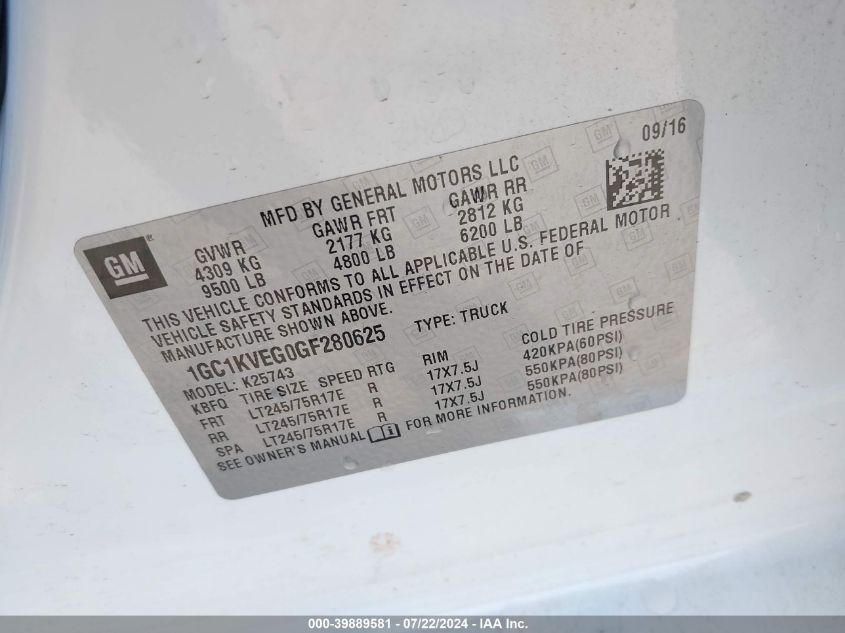 09/16
MFD BY GENERAL MOTORS LLC
GM
GVWR GAWR FRT GAWR RR
4309 KG 2177 KG 2812 KG
9500 LB 4800 LB 6200 LB
THIS VEHICLE CONFORMS TO ALL APPLICABLE U.S. FEDERAL MOTOR
VEHICLE SAFETY STANDARDS IN EFFECT ON THE DATE OF
MANUFACTURE SHOWN ABOVE.
1GC1KVEG0GF280625 TYPE: TRUCK
MODEL: K25743
KBFQ TIRE SIZE SPEED RTG RIM COLD TIRE PRESSURE
FRT LT245/75R17E R 17X7.5J 420KPA(60PSI)
RR LT245/75R17E R 17X7.5J 550KPA(80PSI)
SPA LT245/75R17E R 17X7.5J 550KPA(80PSI)
SEE OWNER'S MANUAL FOR MORE INFORMATION.
000-39889581 - 07/22/2024 - IAA Inc.